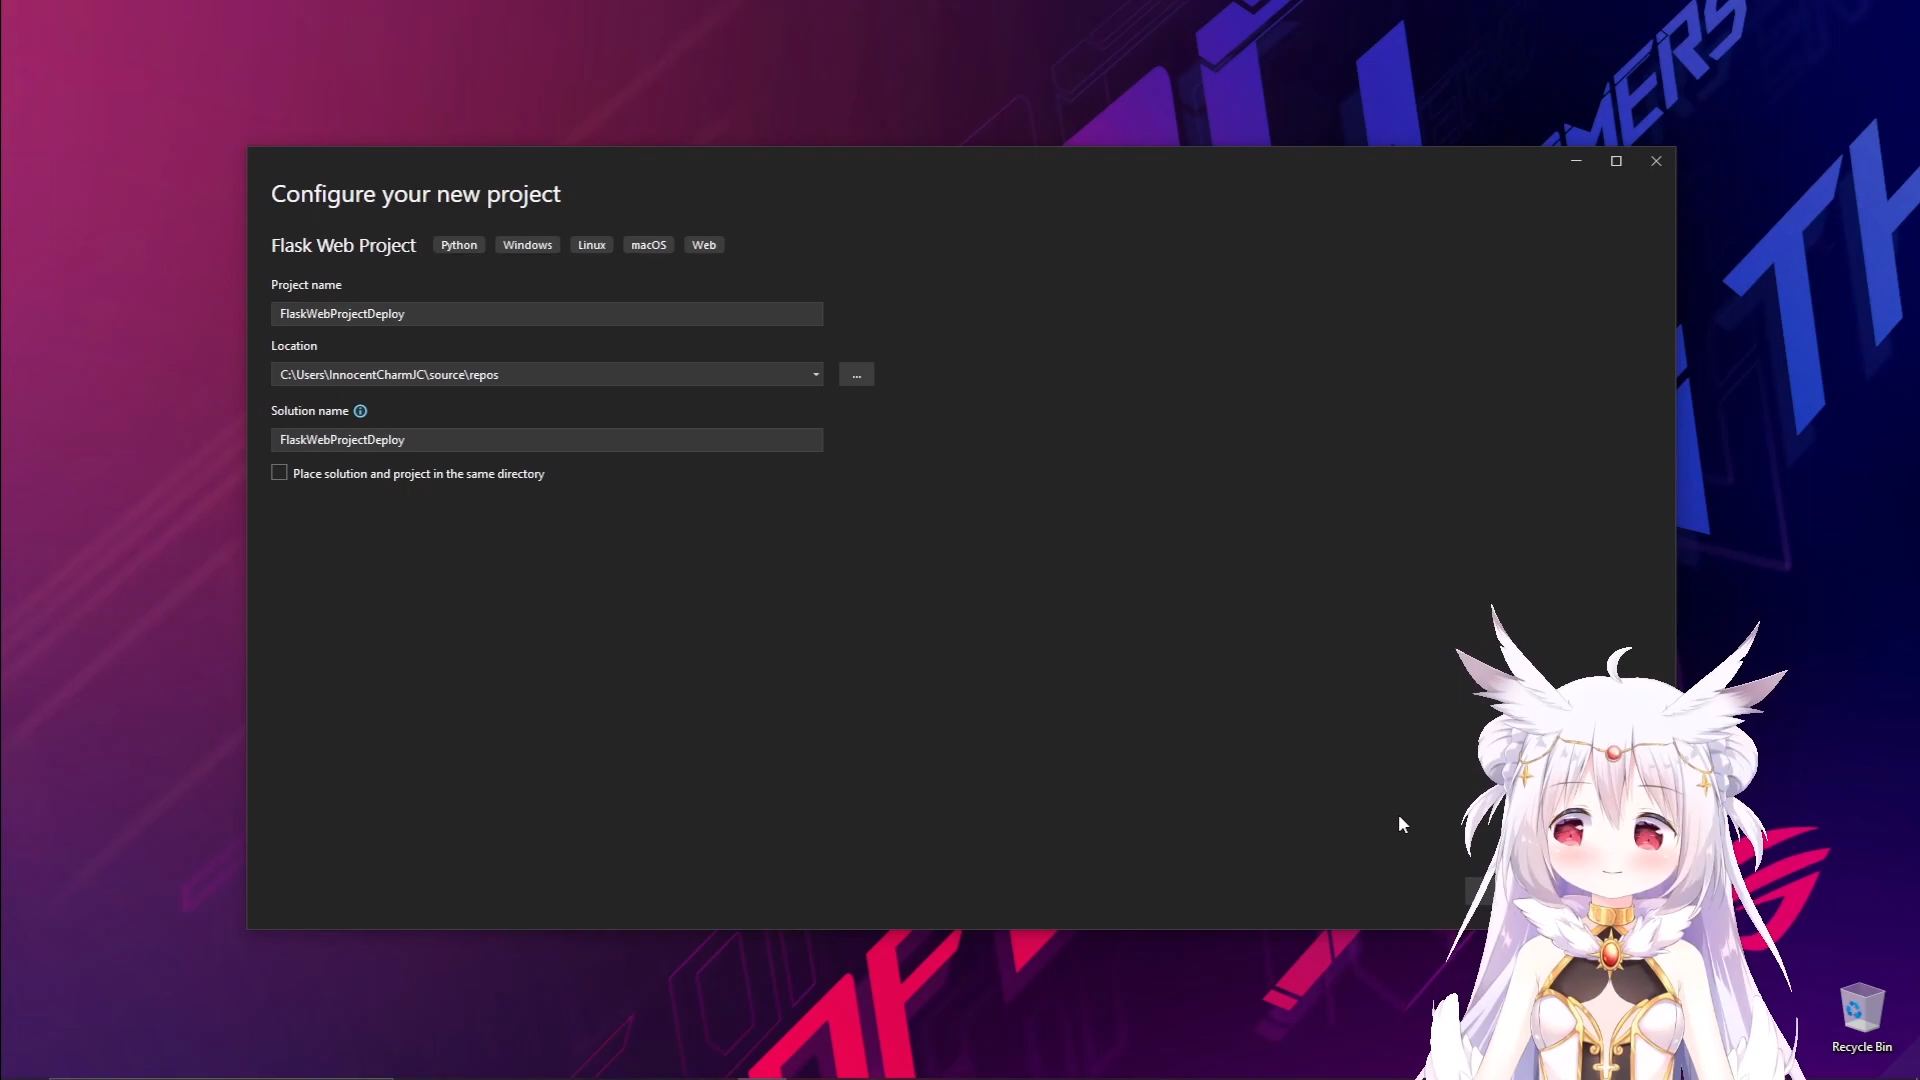 Configure your new project
Flask Web Project Python Windows Linux macOS Web
Project name
FlaskWebProjectDeploy
Location
C:\Users\InnocentCharmJC\source\repos
...
Solution name
FlaskWebProjectDeploy
Place solution and project in the same directory
Recycle Bin